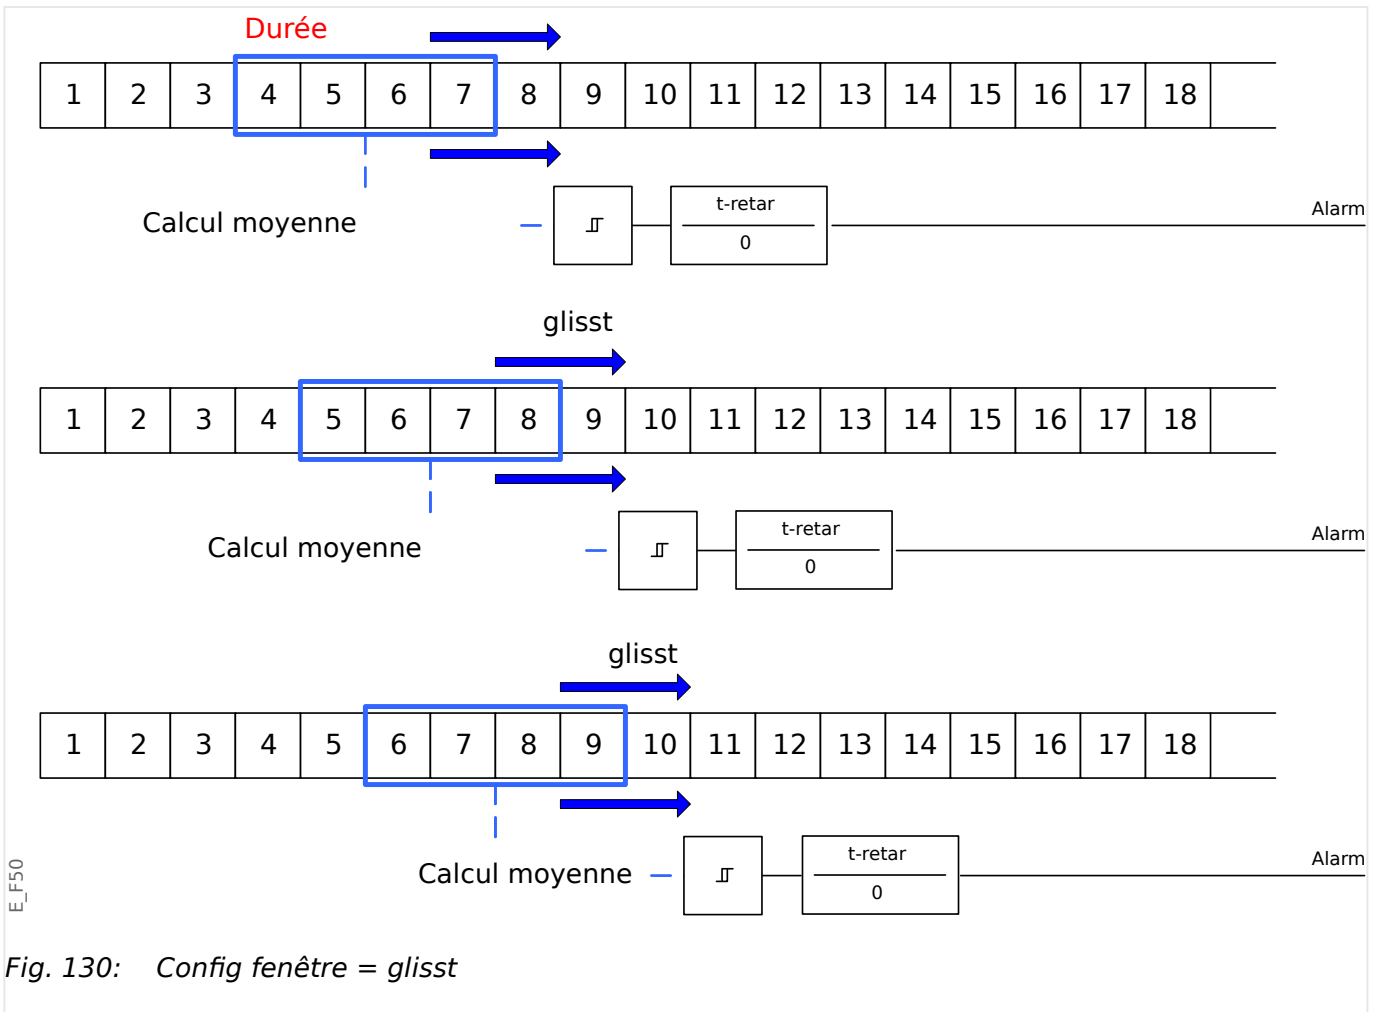 Durée
1 2 3 4 5 6 7 8 9 10 11 12 13 14 15 16 17 18
Calcul moyenne
t-retar
0
Alarm
glisst
1 2 3 4 5 6 7 8 9 10 11 12 13 14 15 16 17 18
Calcul moyenne
t-retar
0
Alarm
glisst
1 2 3 4 5 6 7 8 9 10 11 12 13 14 15 16 17 18
Calcul moyenne
t-retar
0
Alarm
E_F50
Fig. 130: Config fenêtre = glisst